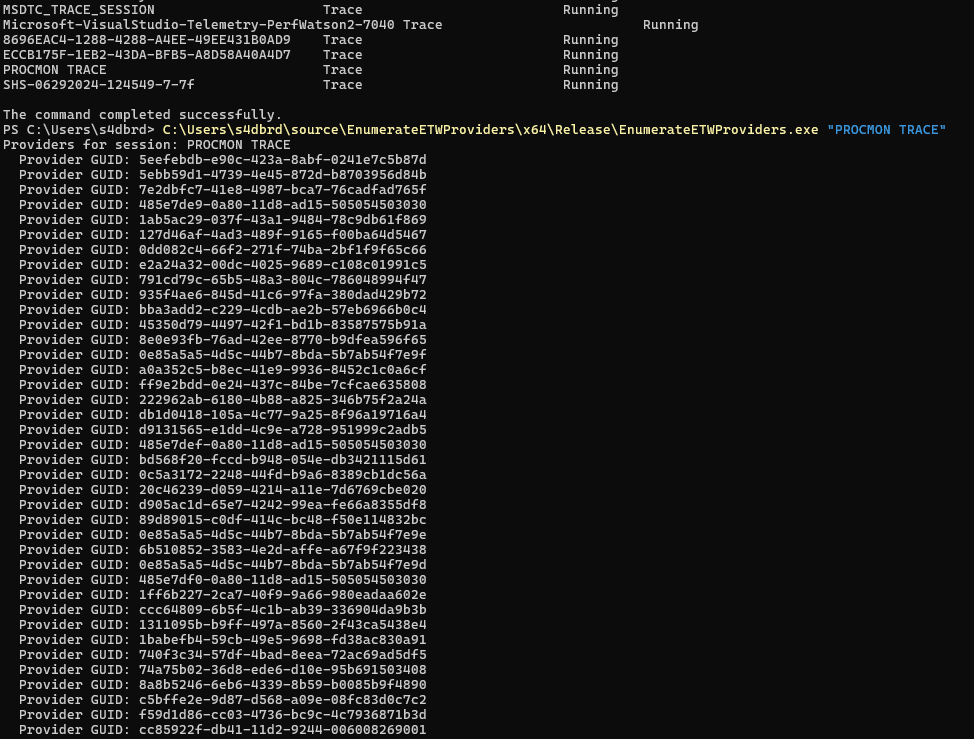 MSDTC_TRACE_SESSION Trace Running
Microsoft-VisualStudio-Telemetry-PerfWatson2-7040 Trace Running
8696EAC4-1288-4288-A4EE-49EE431B0AD9 Trace Running
ECCB175F-1EB2-43DA-BFB5-A8D58A40A4D7 Trace Running
PROCMON TRACE Trace Running
SHS-06292024-124549-7-7f Trace Running
The command completed successfully.
PS C:\Users\s4dbrd> C:\Users\s4dbrd\source\EnumerateETWProviders\x64\Release\EnumerateETWProviders.exe "PROCMON TRACE"
Providers for session: PROCMON TRACE
Provider GUID: 5eefebdb-e90c-423a-8abf-0241e7c5b87d
Provider GUID: 5ebb59d1-4739-4e45-872d-b8703956d84b
Provider GUID: 7e2dbfc7-41e8-4987-bca7-76cadfad765f
Provider GUID: 485e7de9-0a80-11d8-ad15-505054503030
Provider GUID: 1ab5ac29-037f-43a1-9484-78c9db61f869
Provider GUID: 127d46af-4ad3-489f-9165-f00ba64d5467
Provider GUID: 0dd082c4-66f2-271f-74ba-2bf1f9f65c66
Provider GUID: e2a24a32-00dc-4025-9689-c108c01991c5
Provider GUID: 791cd79c-65b5-48a3-804c-786048994f47
Provider GUID: 935f4ae6-845d-41c6-97fa-380dad429b72
Provider GUID: bba3add2-c229-4cdb-ae2b-57eb6966b0c4
Provider GUID: 45350d79-4497-42f1-bd1b-83587575b91a
Provider GUID: 8e0e93fb-76ad-42ee-8770-b9dfea596f65
Provider GUID: 0e85a5a5-4d5c-44b7-8bda-5b7ab54f7e9f
Provider GUID: a0a352c5-b8ec-41e9-9936-8452c1c0a6cf
Provider GUID: ff9e2bdd-0e24-437c-84be-7cfcae635808
Provider GUID: 222962ab-6180-4b88-a825-346b75f2a24a
Provider GUID: db1d0418-105a-4c77-9a25-8f96a19716a4
Provider GUID: d9131565-e1dd-4c9e-a728-951999c2adb5
Provider GUID: 485e7def-0a80-11d8-ad15-505054503030
Provider GUID: bd568f20-fccd-b948-054e-db3421115d61
Provider GUID: 0c5a3172-2248-44fd-b9a6-8389cb1dc56a
Provider GUID: 20c46239-d059-4214-a11e-7d6769cbe020
Provider GUID: d905ac1d-65e7-4242-99ea-fe66a8355df8
Provider GUID: 89d89015-c0df-414c-bc48-f50e114832bc
Provider GUID: 0e85a5a5-4d5c-44b7-8bda-5b7ab54f7e9e
Provider GUID: 6b510852-3583-4e2d-affe-a67f9f223438
Provider GUID: 0e85a5a5-4d5c-44b7-8bda-5b7ab54f7e9d
Provider GUID: 485e7df0-0a80-11d8-ad15-505054503030
Provider GUID: 1ff6b227-2ca7-40f9-9a66-980eadaa602e
Provider GUID: ccc64809-6b5f-4c1b-ab39-336904da9b3b
Provider GUID: 1311095b-b9ff-497a-8560-2f43ca5438e4
Provider GUID: 1babefb4-59cb-49e5-9698-fd38ac830a91
Provider GUID: 740f3c34-57df-4bad-8eea-72ac69ad5df5
Provider GUID: 74a75b02-36d8-ede6-d10e-95b691503408
Provider GUID: 8a8b5246-6eb6-4339-8b59-b0085b9f4890
Provider GUID: c5bffe2e-9d87-d568-a09e-08fc83d0c7c2
Provider GUID: f59d1d86-cc03-4736-bc9c-4c7936871b3d
Provider GUID: cc85922f-db41-11d2-9244-006008269001